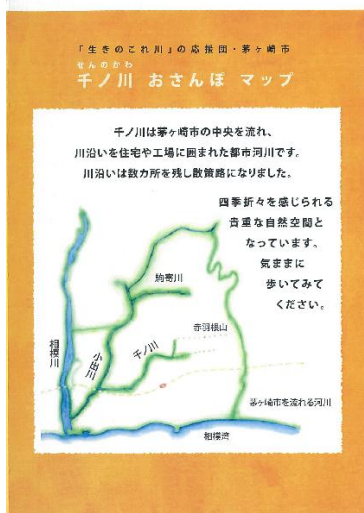 「生きのこれ川」の応援団・茅ヶ崎市
せんのかわ
千ノ川 おさんぽ マップ
千ノ川は茅ヶ崎市の中央を流れ、
川沿いを住宅や工場に囲まれた都市河川です。
川沿いは数カ所を残し散策路になりました。
四季折々を感じられる
貴重な自然空間と
なっています。
気ままに
歩いてみて
ください。
駒寄川
赤羽根山
千ノ川
小出川
相模川
茅ヶ崎市を流れる河川
相模湾